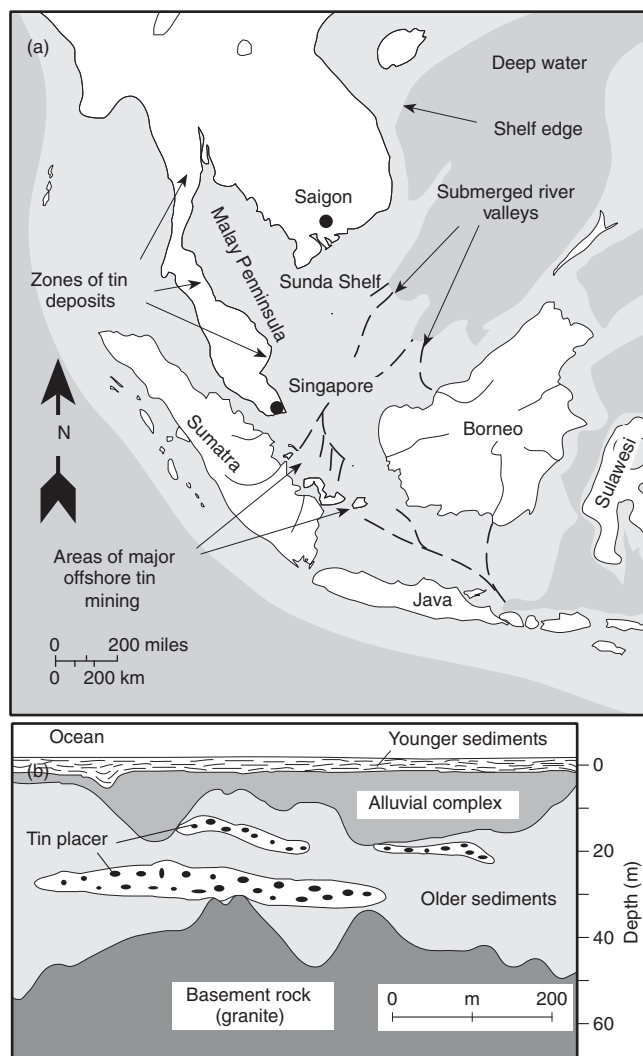 (a)
Deep water
Shelf edge
Saigon
Submerged river
valleys
Malay Penninsula
Sunda Shelf
Zones of tin
deposits
Singapore
N
Sumatra
Borneo
Sulawesi
Areas of major
offshore tin
mining
Java
0 200 miles
0 200 km
Ocean
Younger sediments
(b)
0
Alluvial complex
Tin placer
20
Older sediments
Depth (m)
40
Basement rock
(granite)
0 m 200
60